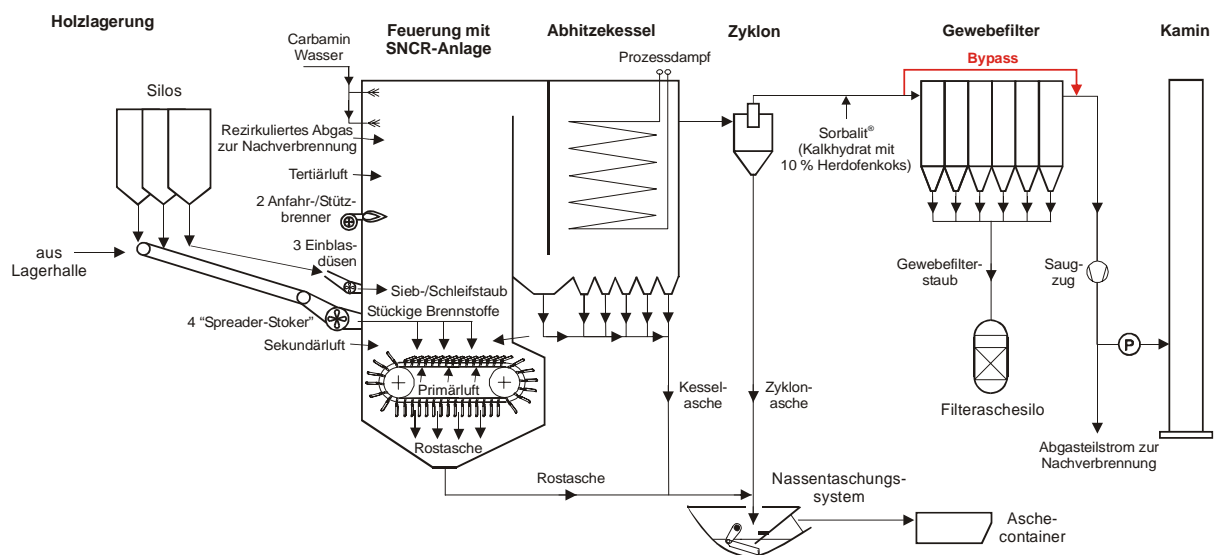 Holzlagerung
Feuerung mit
SNCR-Anlage
Abhitzekessel
Zyklon
Gewebefilter
Kamin
Bypass
Carbamin
Wasser
Prozessdampf
Silos
Rezirkuliertes Abgas
zur Nachverbrennung
Sorbalit®
(Kalkhydrat mit
10 % Herdofenkoks)
Tertiärluft
2 Anfahr-/Stütz-
brenner
aus
Lagerhalle
3 Einblas-
düsen
Sieb-/Schleifstaub
Gewebefilter-
staub
Saug-
zug
4 “Spreader-Stoker”
Stückige Brennstoffe
Sekundärluft
P
Primärluft
Kessel-
asche
Zyklon-
asche
Filteraschesilo
Rostasche
Abgasteilstrom zur
Nachverbrennung
Rostasche
Nassentaschungs-
system
Asche-
container